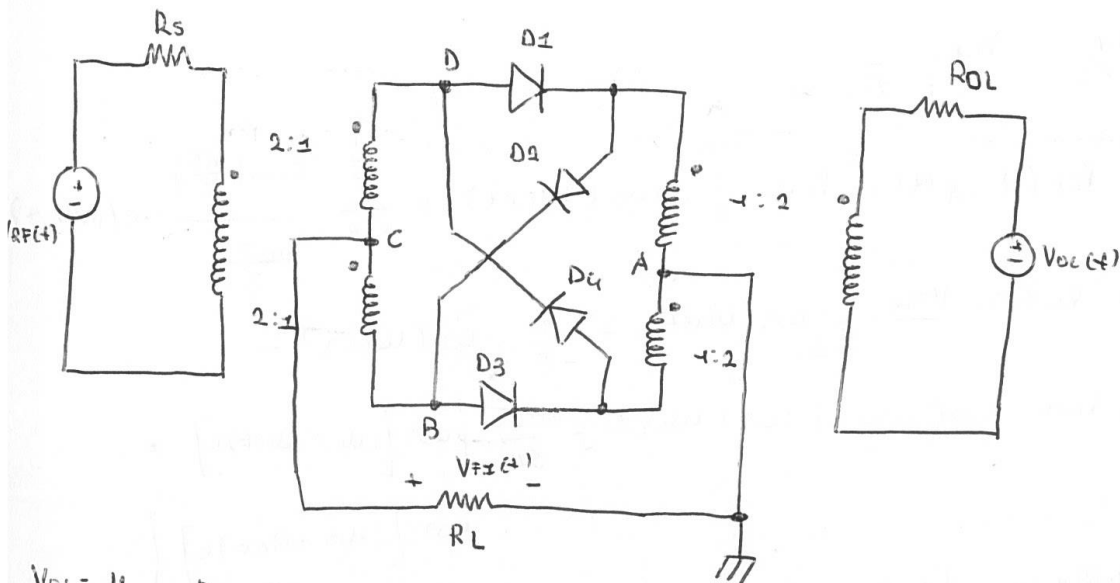 Rs
D1
D
ROL
2:1
D2
1:2
VRF(t)
C
A
D4
VOL(t)
2:1
D3
1:2
B
VFI(t)
+ -
RL